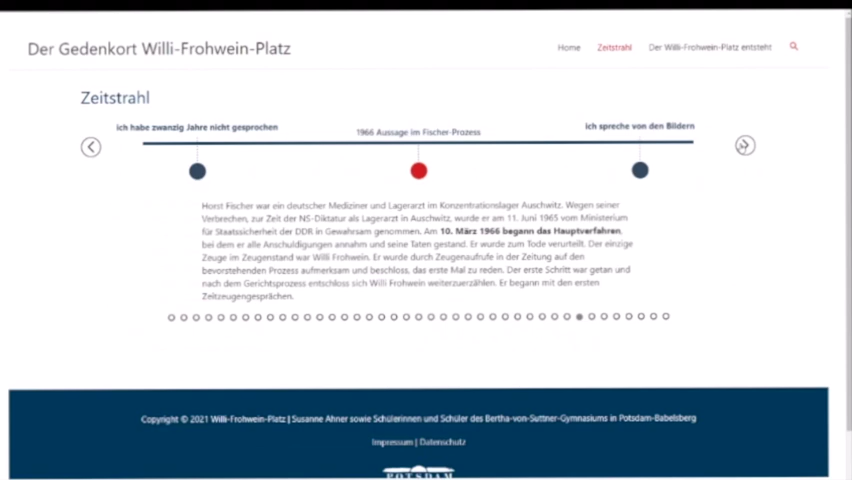 Der Gedenkort Willi-Frohwein-Platz
Home Zeitstrahl Der Willi-Frohwein-Platz entsteht
Zeitstrahl
Ich habe zwanzig Jahre nicht gesprochen
1966 Aussage im Fischer-Prozess
Ich spreche von den Bildern
Horst Fischer war ein deutscher Mediziner und Lagerarzt im Konzentrationslager Auschwitz. Wegen seiner
Verbrechen, zur Zeit der NS-Diktatur als Lagerarzt in Auschwitz, wurde er am 11. Juni 1965 vom Ministerium
für Staatssicherheit der DDR in Gewahrsam genommen. Am 10. März 1966 begann das Hauptverfahren,
bei dem er alle Anschuldigungen annahm und seine Taten gestand. Er wurde zum Tode verurteilt. Der einzige
Zeuge im Zeugenstand war Willi Frohwein. Er wurde durch Zeugenaufrufe in der Zeitung auf den
bevorstehenden Prozess aufmerksam und beschloss, das erste Mal zu reden. Der erste Schritt war getan und
nach dem Gerichtsprozess entschloss sich Willi Frohwein weiterzuerzählen. Er begann mit den ersten
Zeitzeugengesprächen.
Copyright © 2021 Willi-Frohwein-Platz | Susanne Ahner sowie Schülerinnen und Schüler des Bertha-von-Suttner-Gymnasiums in Potsdam-Babelsberg
Impressum | Datenschutz
POTSDAM